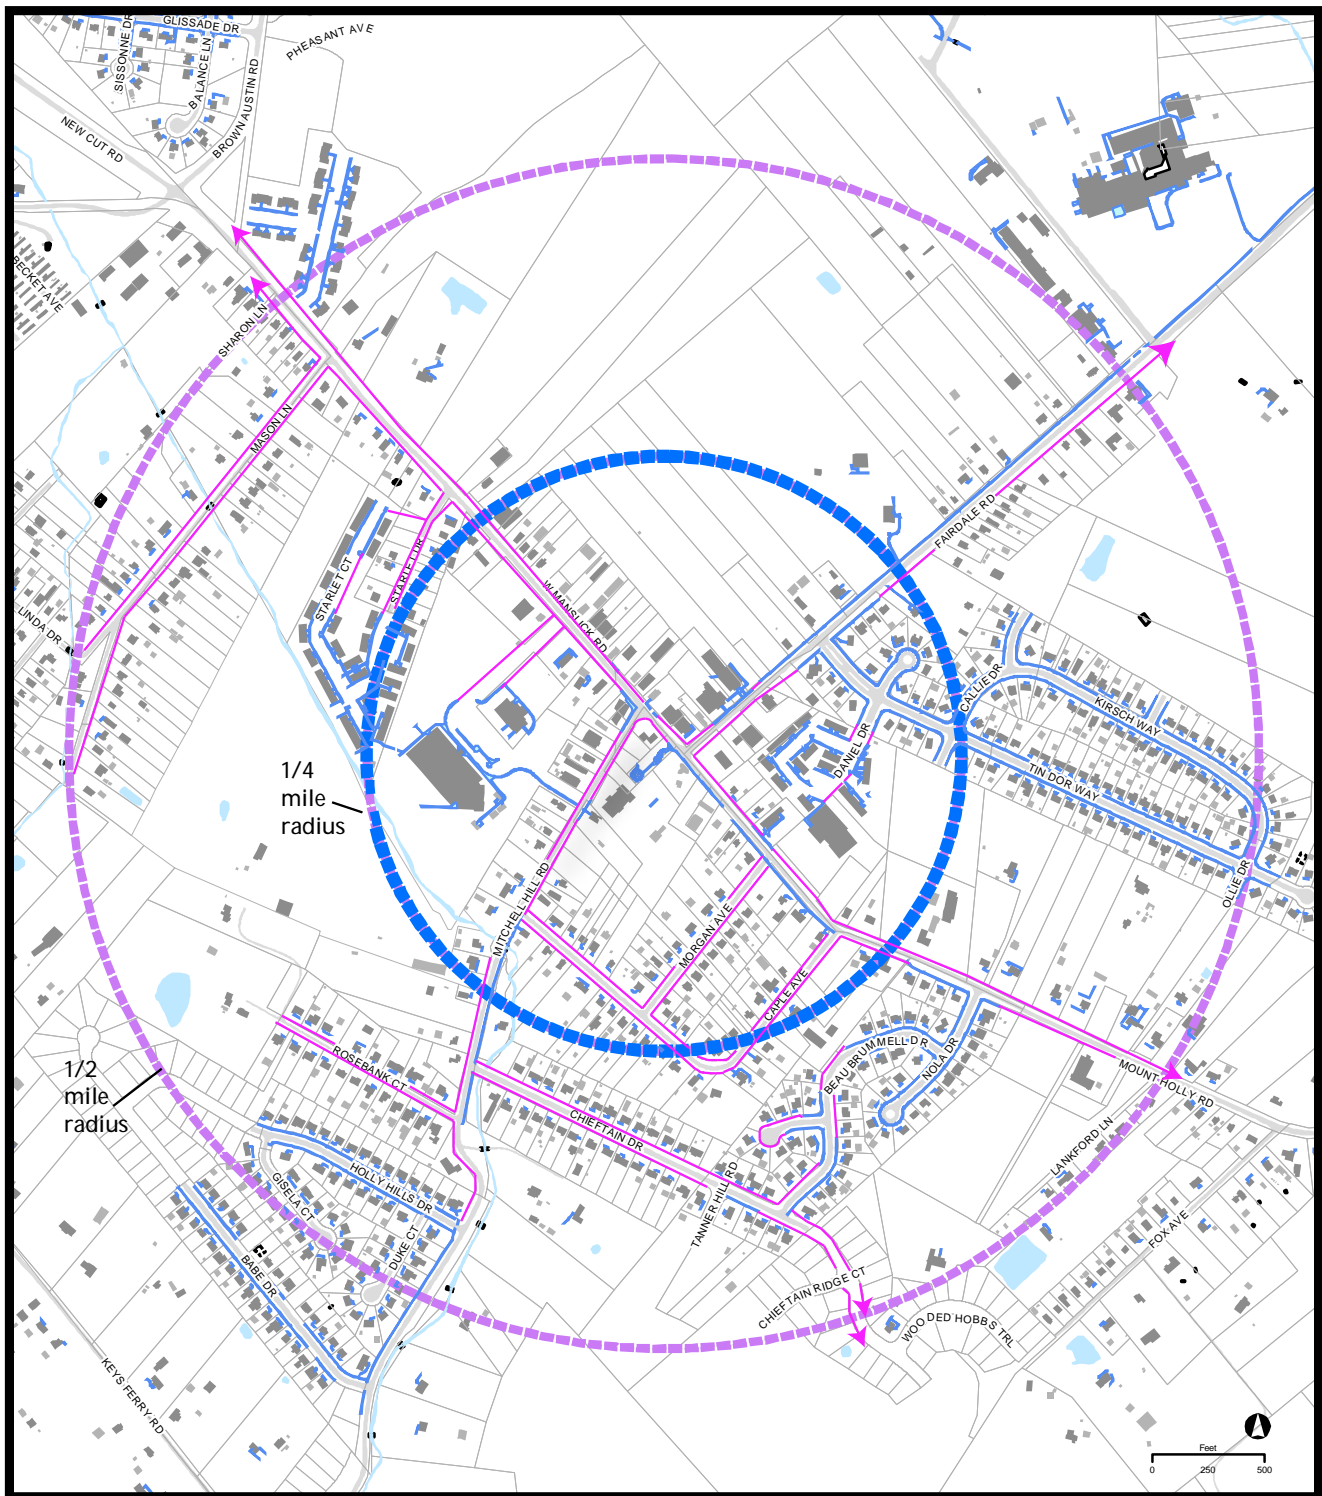 GLISSADE DR
PHEASANT AVE
SISSONNE DR
BALANCE LN
BROWN AUSTIN RD
NEW CUT RD
BECKET AVE
SHARON LN
MASON LN
STARLET CT
STARLET DR
W MANSLICK RD
FAIRDALE RD
LINDA DR
CALLIE DR
KIRSCH WAY
DANIEL DR
TIN DOR WAY
1/4
mile
radius
OLLIE DR
MITCHELL HILL RD
MORGAN AVE
CAPLE AVE
ROSEBANK CT
BEAU BRUMMELL DR
NOLA DR
MOUNT HOLLY RD
1/2
mile
radius
CHIEFTAIN DR
LANKFORD LN
HOLLY HILLS DR
GISELA CT
TANNER HILL RD
FOX AVE
DUKE CT
BABE DR
CHIEFTAIN RIDGE CT
WOODED HOBBS TRL
KEYS FERRY RD
Feet
0 250 500